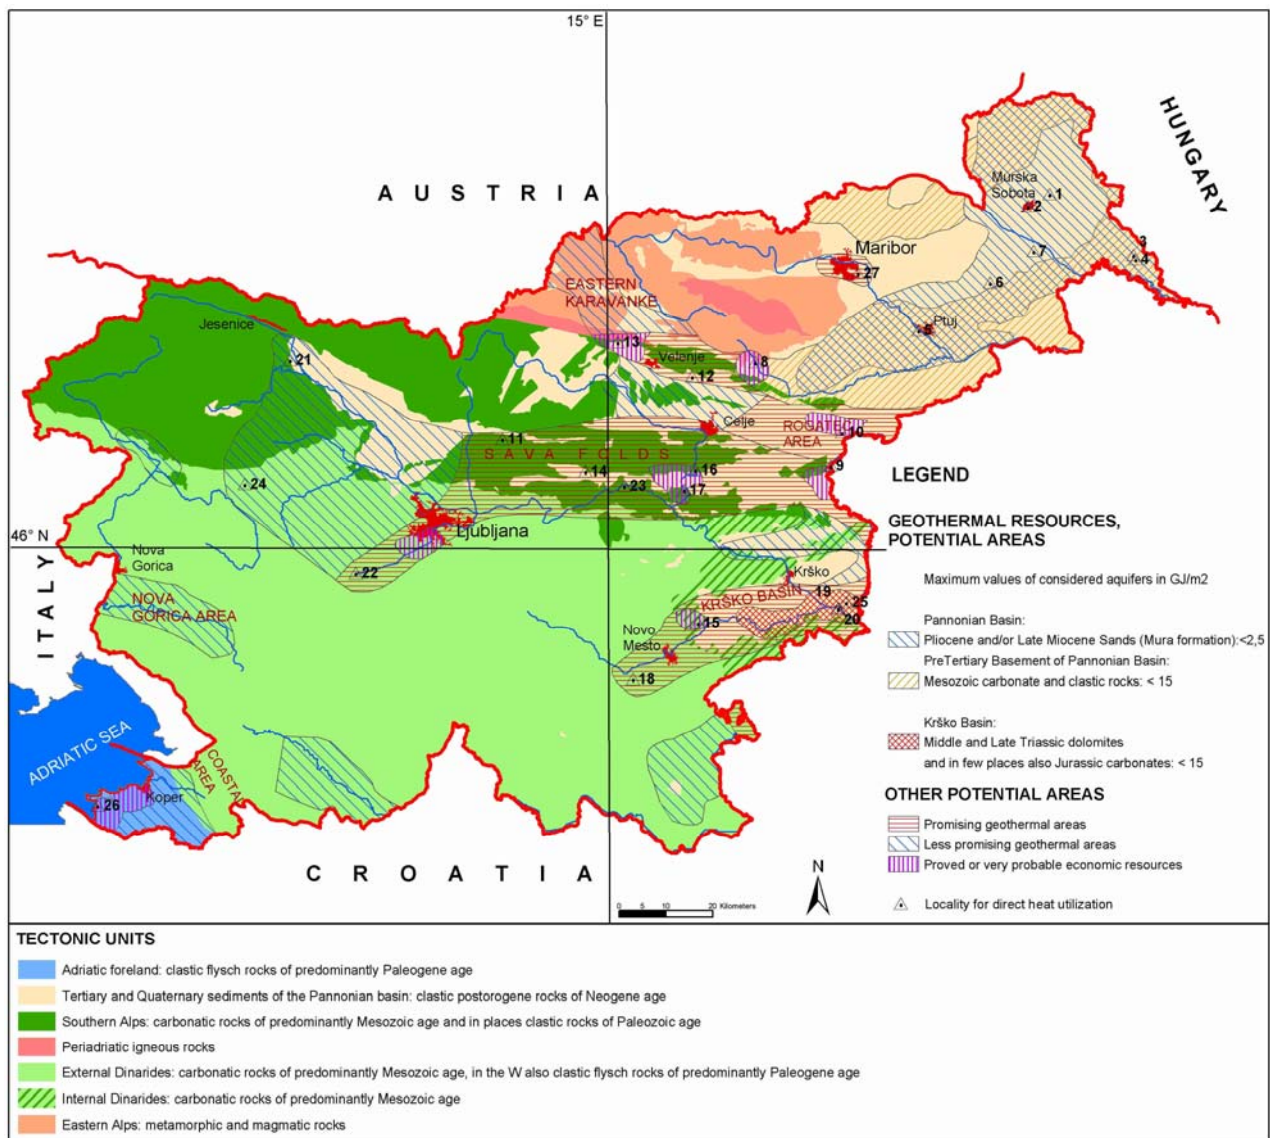 15° E
HUNGARY
AUSTRIA
Murska
Sobota
1
2
3
4
7
6
Maribor
27
EASTERN
KARAVANKE
Jesenice
21
13
Velenje
8
12
5
Ptuj
Celje
ROGATEC
AREA
10
11
SAVA FOLDS
14
16
9
24
23
17
Ljubljana
46° N
ITALY
Nova
Gorica
22
Krško
NOVA
GORICA AREA
KRŠKO BASIN
19
25
20
15
Novo
Mesto
18
ADRIATIC SEA
COASTAL
AREA
26
Koper
CROATIA
N
0 5 10 20 Kilometers
LEGEND
GEOTHERMAL RESOURCES,
POTENTIAL AREAS
Maximum values of considered aquifers in GJ/m2
Pannonian Basin:
Pliocene and/or Late Miocene Sands (Mura formation):<2,5
PreTertiary Basement of Pannonian Basin:
Mesozoic carbonate and clastic rocks: < 15
Krško Basin:
Middle and Late Triassic dolomites
and in few places also Jurassic carbonates: < 15
OTHER POTENTIAL AREAS
Promising geothermal areas
Less promising geothermal areas
Proved or very probable economic resources
Locality for direct heat utilization
TECTONIC UNITS
Adriatic foreland: clastic flysch rocks of predominantly Paleogene age
Tertiary and Quaternary sediments of the Pannonian basin: clastic postorogene rocks of Neogene age
Southern Alps: carbonatic rocks of predominantly Mesozoic age and in places clastic rocks of Paleozoic age
Periadriatic igneous rocks
External Dinarides: carbonatic rocks of predominantly Mesozoic age, in the W also clastic flysch rocks of predominantly Paleogene age
Internal Dinarides: carbonatic rocks of predominantly Mesozoic age
Eastern Alps: metamorphic and magmatic rocks